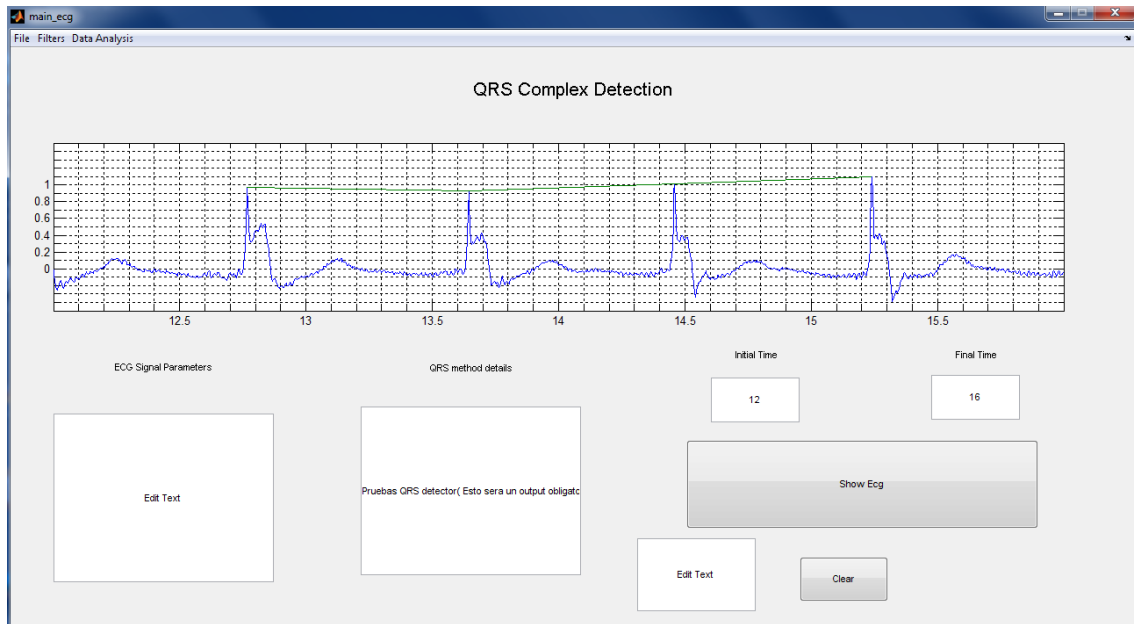 main_ecg
File Filters Data Analysis
QRS Complex Detection
1
0.8
0.6
0.4
0.2
0
12.5 13 13.5 14 14.5 15 15.5
Initial Time Final Time
ECG Signal Parameters QRS method details
12 16
Edit Text
Pruebas QRS detector( Esto sera un output obligato
Show Ecg
Edit Text
Clear